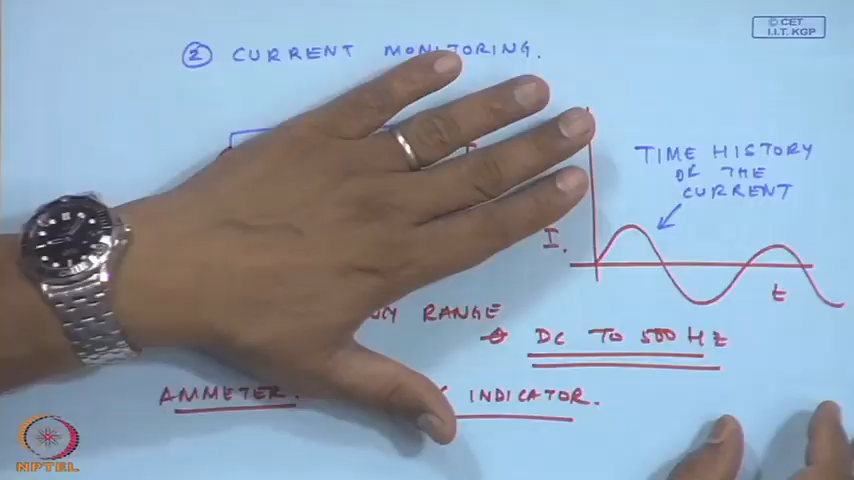 © CET
I.I.T. KGP
② CURRENT MONITORING.
TIME HISTORY
OF THE
CURRENT
I.
t
RANGE
DC TO 500 HZ
AMMETER.
INDICATOR.
NPTEL